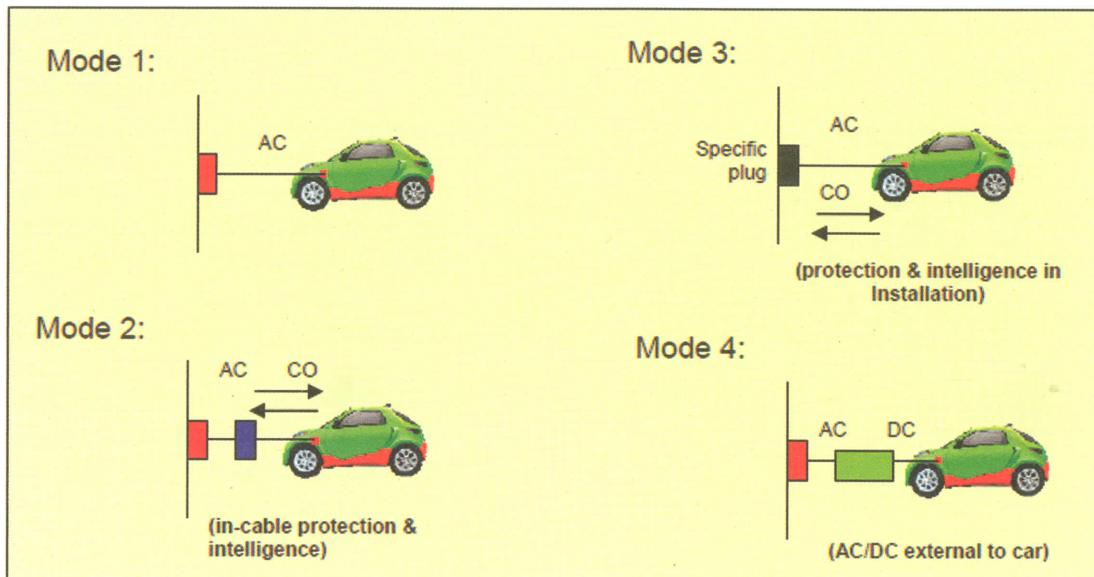 Mode 1:
AC
Mode 2:
AC CO
(in-cable protection &
intelligence)
Mode 3:
AC
Specific
plug
CO
(protection & intelligence in
Installation)
Mode 4:
AC DC
(AC/DC external to car)